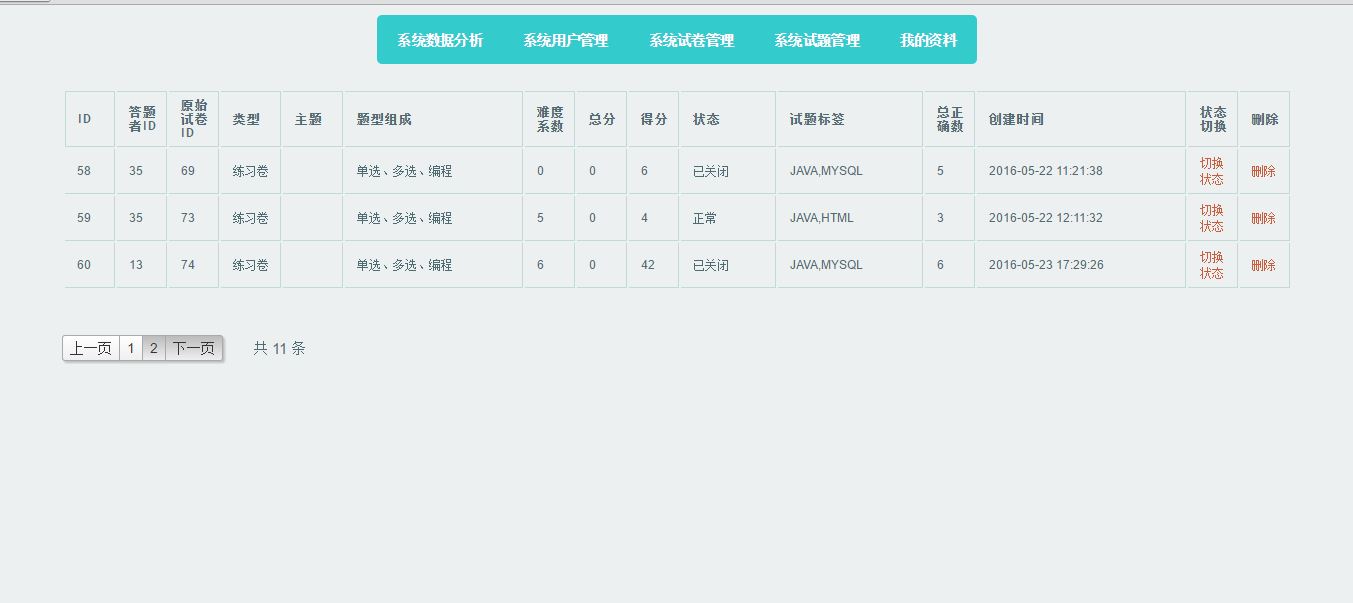 系统数据分析 系统用户管理 系统试卷管理 系统试题管理 我的资料
ID 答题者ID 原始试卷ID 类型 主题 题型组成 难度系数 总分 得分 状态 试题标签 总正确数 创建时间 状态切换 删除
58 35 69 练习卷 单选、多选、编程 0 0 6 已关闭 JAVA,MYSQL 5 2016-05-22 11:21:38 切换状态 删除
59 35 73 练习卷 单选、多选、编程 5 0 4 正常 JAVA,HTML 3 2016-05-22 12:11:32 切换状态 删除
60 13 74 练习卷 单选、多选、编程 6 0 42 已关闭 JAVA,MYSQL 6 2016-05-23 17:29:26 切换状态 删除
上一页 1 2 下一页 共 11 条